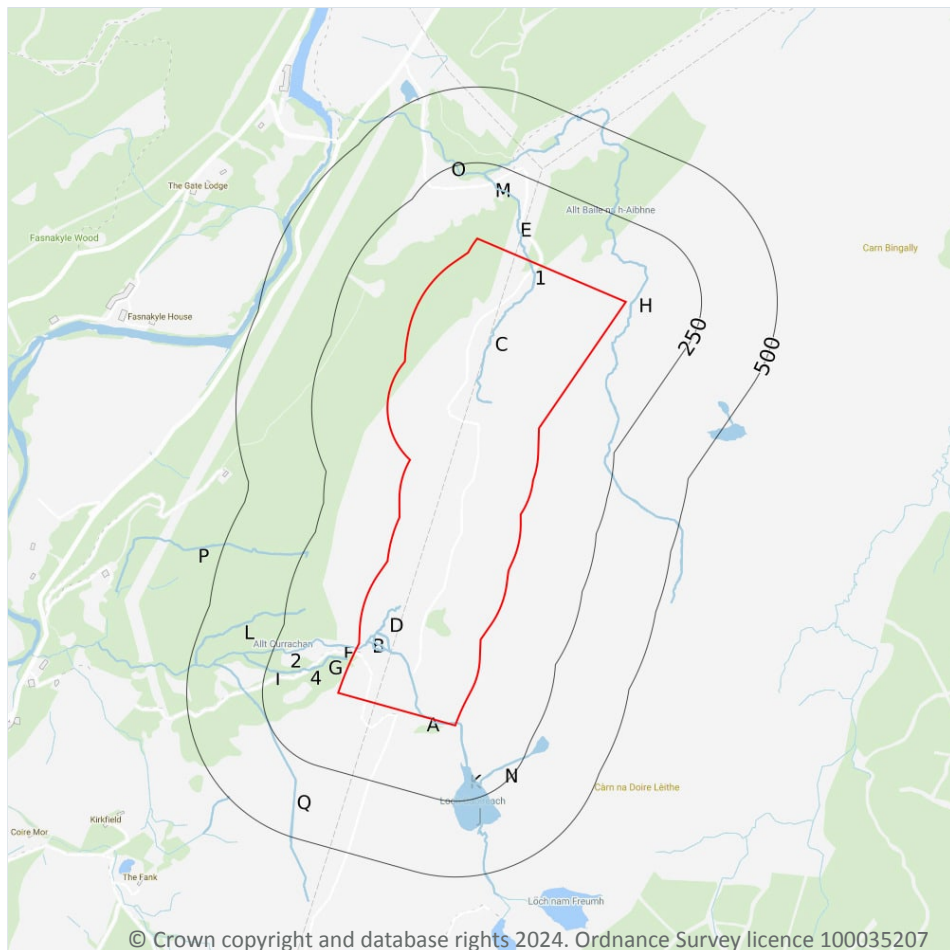 O
The Gate Lodge
M
Allt Baile na h-Aibhne
E
Fasnakyle Wood
Carn Bingally
1
H
Fasnakyle House
250
500
C
P
D
L
Allt Currachan
B
F
2
G
I
4
A
K
N
Càrn na Doire Lèithe
Q
Kirkfield
Coire Mor
The Fank
Loch nam Freumh
© Crown copyright and database rights 2024. Ordnance Survey licence 100035207